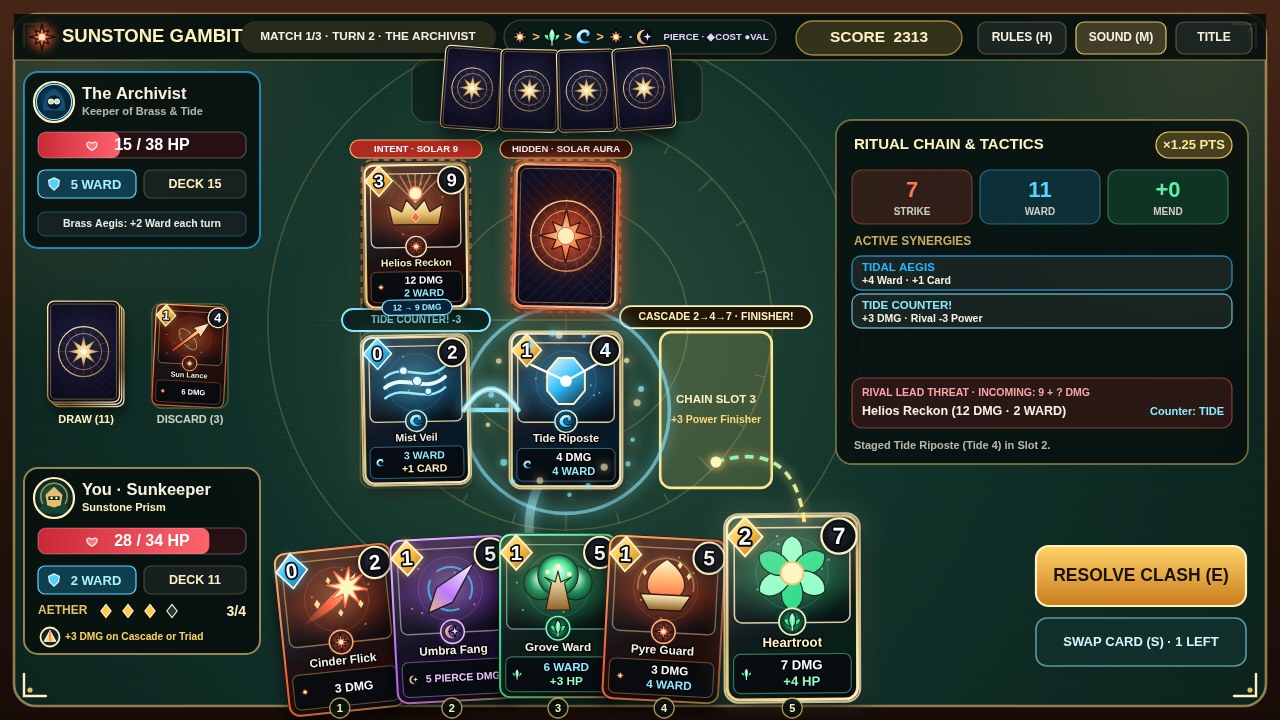 SUNSTONE GAMBIT
MATCH 1/3 · TURN 2 · THE ARCHIVIST
> > > · PIERCE · ◆COST ●VAL
SCORE 2313
RULES (H)
SOUND (M)
TITLE
The Archivist
Keeper of Brass & Tide
15 / 38 HP
5 WARD
DECK 15
Brass Aegis: +2 Ward each turn
INTENT · SOLAR 9
HIDDEN · SOLAR AURA
3
9
Helios Reckon
12 DMG
2 WARD
12 → 9 DMG
TIDE COUNTER! -3
CASCADE 2→4→7 · FINISHER!
0
2
Mist Veil
3 WARD
+1 CARD
1
4
Tide Riposte
4 DMG
4 WARD
CHAIN SLOT 3
+3 Power Finisher
RITUAL CHAIN & TACTICS
×1.25 PTS
7
STRIKE
11
WARD
+0
MEND
ACTIVE SYNERGIES
TIDAL AEGIS
+4 Ward · +1 Card
TIDE COUNTER!
+3 DMG · Rival -3 Power
RIVAL LEAD THREAT · INCOMING: 9 + ? DMG
Helios Reckon (12 DMG · 2 WARD)
Counter: TIDE
Staged Tide Riposte (Tide 4) in Slot 2.
1
4
Sun Lance
6 DMG
DRAW (11)
DISCARD (3)
You · Sunkeeper
Sunstone Prism
28 / 34 HP
2 WARD
DECK 11
AETHER
3/4
+3 DMG on Cascade or Triad
0
2
Cinder Flick
3 DMG
1
1
5
Umbra Fang
5 PIERCE DMG
2
1
5
Grove Ward
6 WARD
+3 HP
3
1
5
Pyre Guard
3 DMG
4 WARD
4
2
7
Heartroot
7 DMG
+4 HP
5
RESOLVE CLASH (E)
SWAP CARD (S) · 1 LEFT